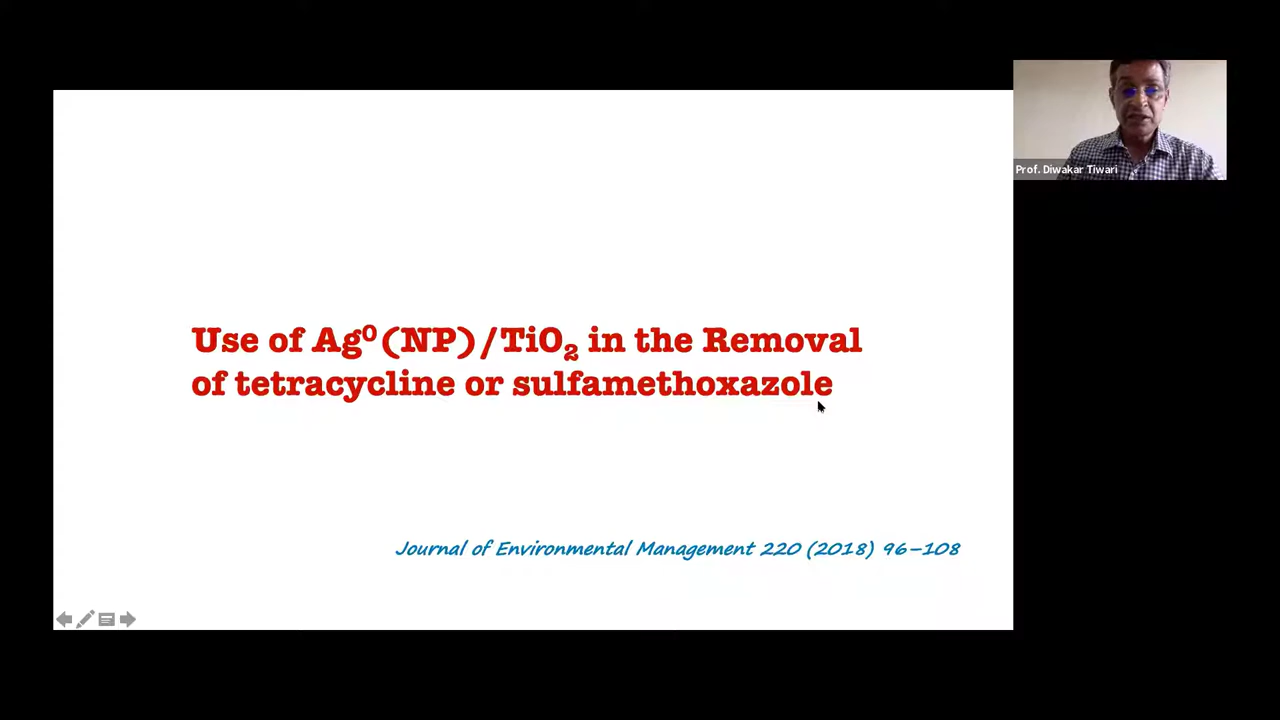 Prof. Diwakar Tiwari
Use of Ag⁰(NP)/TiO₂ in the Removal
of tetracycline or sulfamethoxazole
Journal of Environmental Management 220 (2018) 96–108